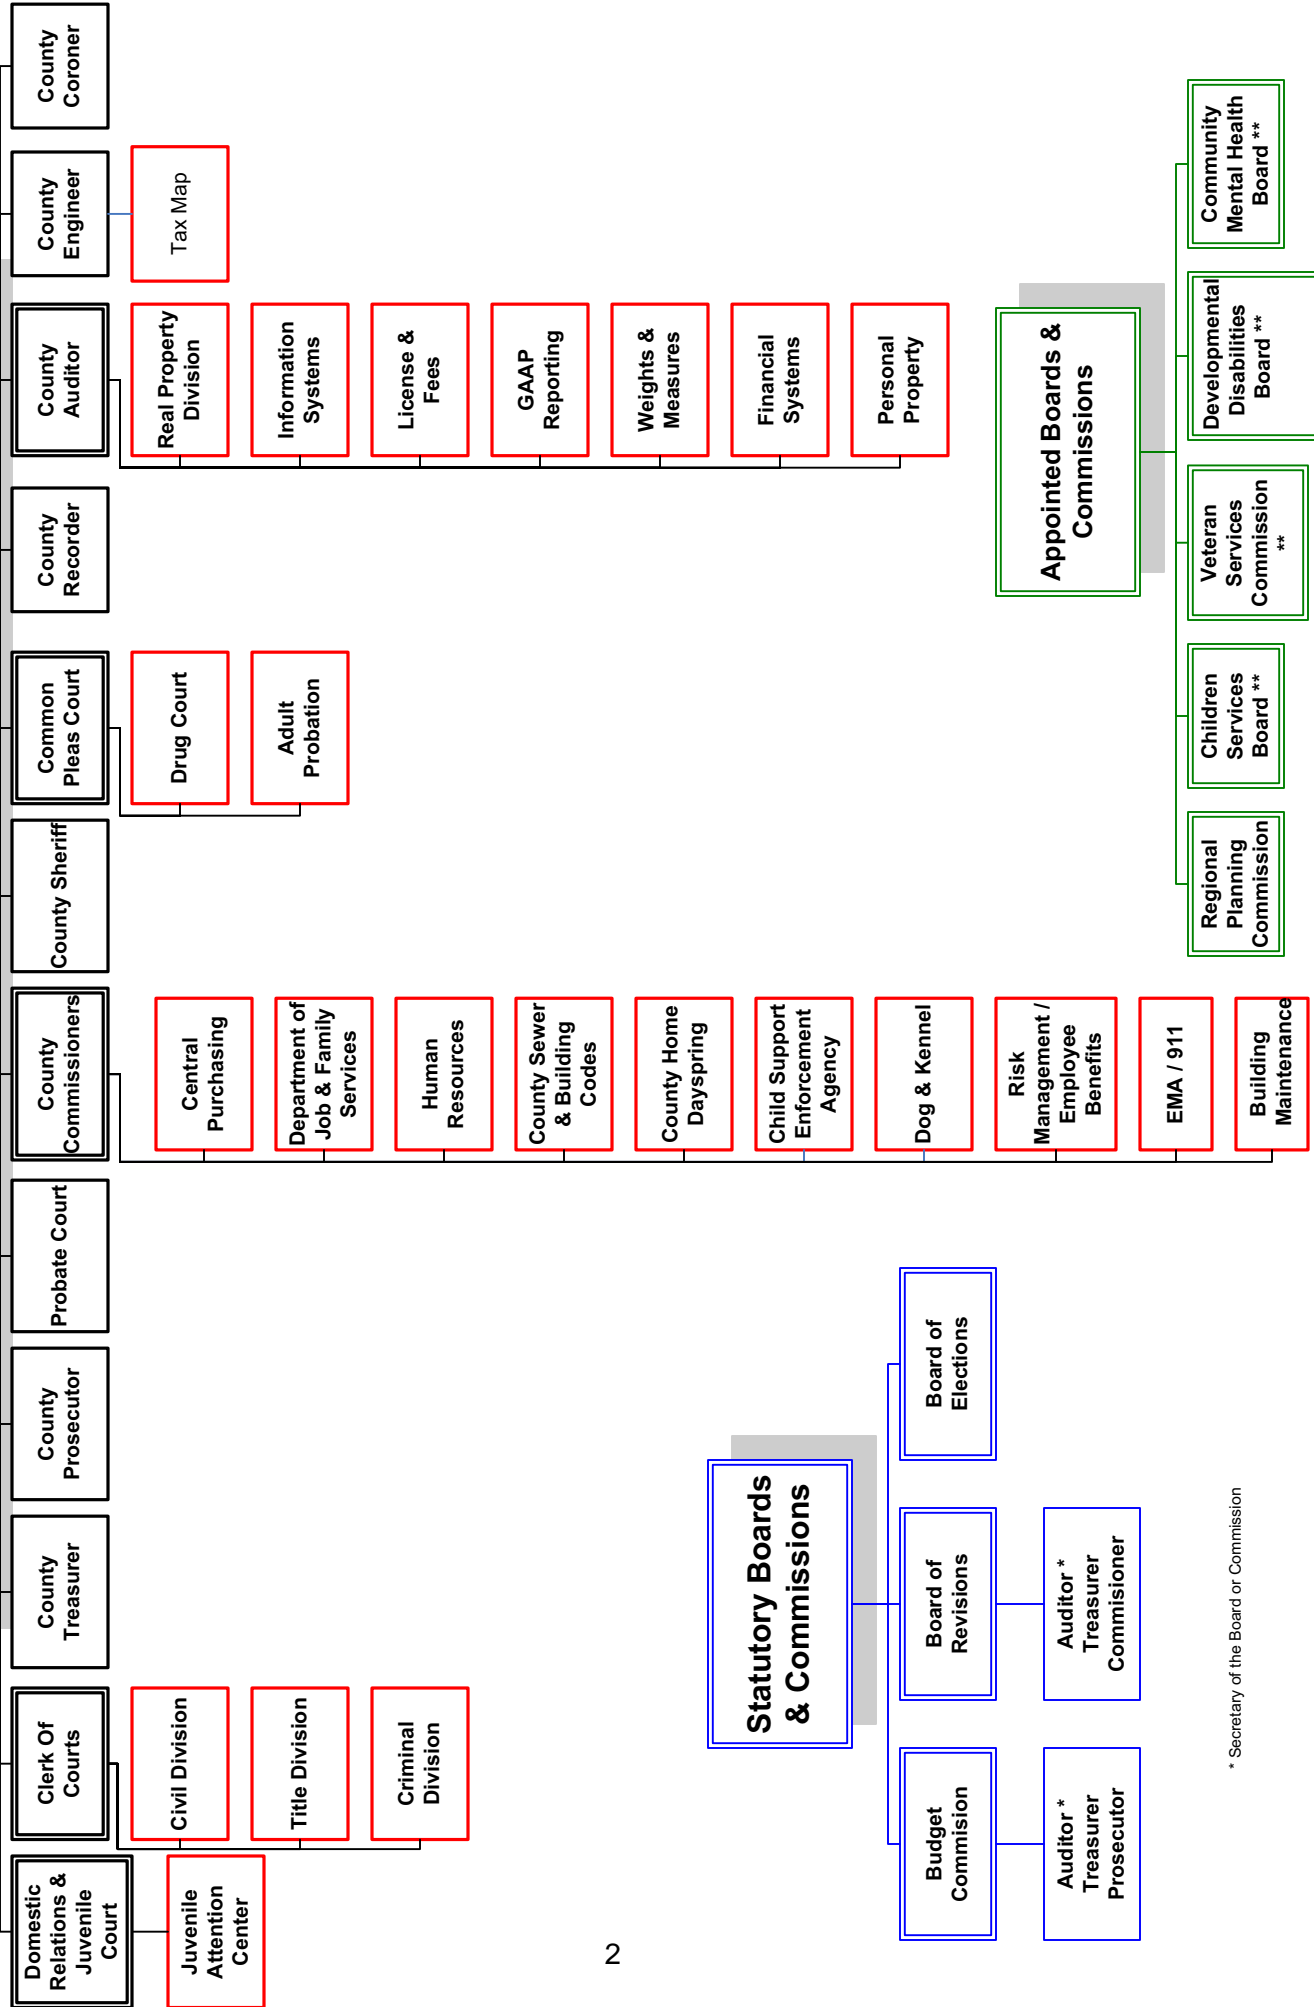 Domestic
Relations &
Juvenile
Court
Clerk Of
Courts
County
Treasurer
County
Prosecutor
Probate Court
County
Commissioners
County Sheriff
Common
Pleas Court
County
Recorder
County
Auditor
County
Engineer
County
Coroner
Juvenile
Attention
Center
Civil Division
Title Division
Criminal
Division
Central
Purchasing
Department of
Job & Family
Services
Human
Resources
County Sewer
& Building
Codes
County Home
Dayspring
Child Support
Enforcement
Agency
Dog & Kennel
Risk
Management /
Employee
Benefits
EMA / 911
Building
Maintenance
Drug Court
Adult
Probation
Real Property
Division
Information
Systems
License &
Fees
GAAP
Reporting
Weights &
Measures
Financial
Systems
Personal
Property
Tax Map
Statutory Boards
& Commissions
Budget
Commision
Board of
Revisions
Board of
Elections
Auditor *
Treasurer
Prosecutor
Auditor *
Treasurer
Commisioner
Appointed Boards &
Commissions
Regional
Planning
Commission
Children
Services
Board **
Veteran
Services
Commission
**
Developmental
Disabilities
Board **
Community
Mental Health
Board **
* Secretary of the Board or Commission
2